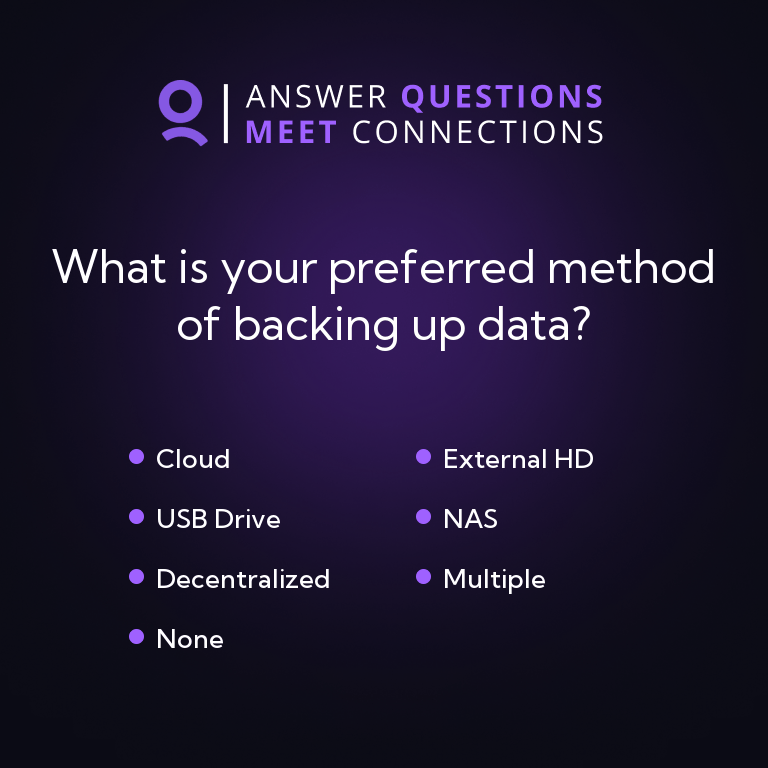 ANSWER QUESTIONS
MEET CONNECTIONS
What is your preferred method
of backing up data?
Cloud
External HD
USB Drive
NAS
Decentralized
Multiple
None